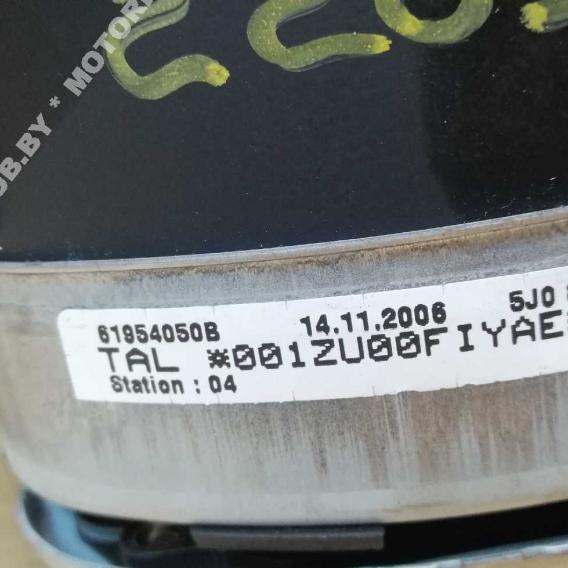 61954050B 14.11.2006 5J0
TAL *001ZU00FIYAE
Station : 04